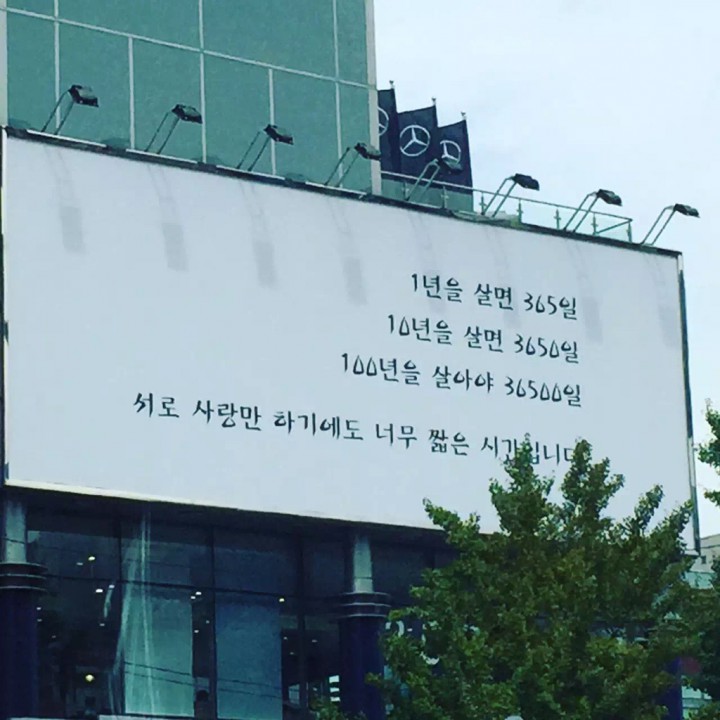 1년을 살면 365일
10년을 살면 3650일
100년을 살아야 36500일
서로 사랑만 하기에도 너무 짧은 시간입니다